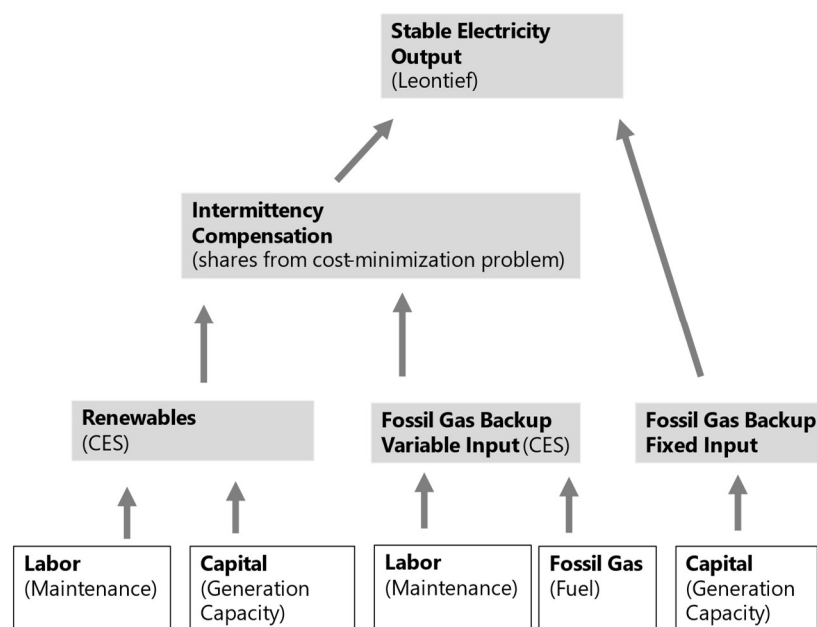 Stable Electricity
Output
(Leontief)
Intermittency
Compensation
(shares from cost-minimization problem)
Renewables
(CES)
Fossil Gas Backup
Variable Input (CES)
Fossil Gas Backup
Fixed Input
Labor
(Maintenance)
Capital
(Generation
Capacity)
Labor
(Maintenance)
Fossil Gas
(Fuel)
Capital
(Generation
Capacity)